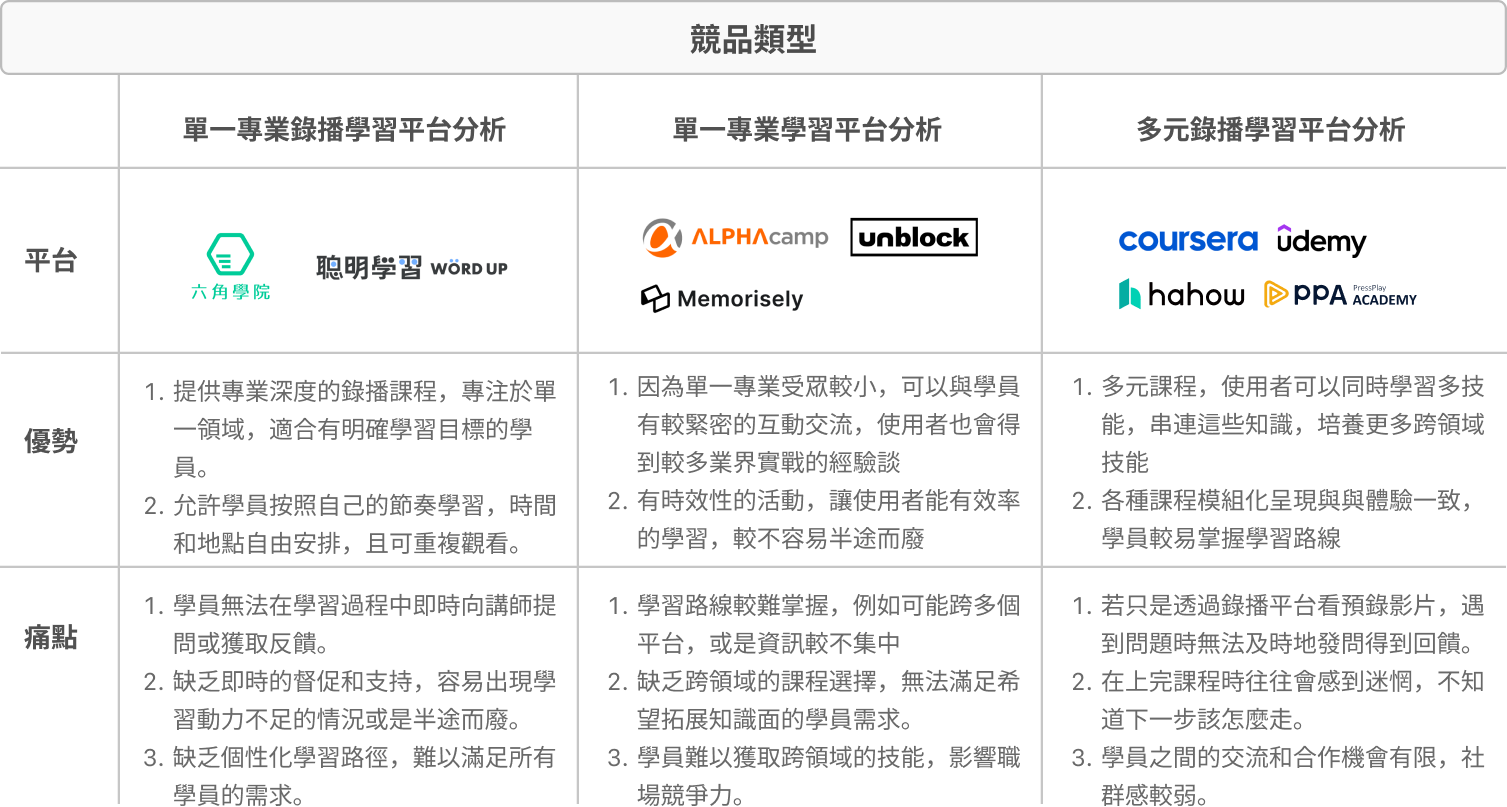 競品類型
單一專業錄播學習平台分析
單一專業學習平台分析
多元錄播學習平台分析
平台
六角學院
聰明學習 WORD UP
ALPHAcamp
unblock
Memorisely
coursera
udemy
hahow
PPA PressPlay ACADEMY
優勢
1. 提供專業深度的錄播課程，專注於單
一領域，適合有明確學習目標的學
員。
2. 允許學員按照自己的節奏學習，時間
和地點自由安排，且可重複觀看。
1. 因為單一專業受眾較小，可以與學員
有較緊密的互動交流，使用者也會得
到較多業界實戰的經驗談
2. 有時效性的活動，讓使用者能有效率
的學習，較不容易半途而廢
1. 多元課程，使用者可以同時學習多技
能，串連這些知識，培養更多跨領域
技能
2. 各種課程模組化呈現與與體驗一致，
學員較易掌握學習路線
痛點
1. 學員無法在學習過程中即時向講師提
問或獲取反饋。
2. 缺乏即時的督促和支持，容易出現學
習動力不足的情況或是半途而廢。
3. 缺乏個性化學習路徑，難以滿足所有
學員的需求。
1. 學習路線較難掌握，例如可能跨多個
平台，或是資訊較不集中
2. 缺乏跨領域的課程選擇，無法滿足希
望拓展知識面的學員需求。
3. 學員難以獲取跨領域的技能，影響職
場競爭力。
1. 若只是透過錄播平台看預錄影片，遇
到問題時無法及時地發問得到回饋。
2. 在上完課程時往往會感到迷惘，不知
道下一步該怎麼走。
3. 學員之間的交流和合作機會有限，社
群感較弱。